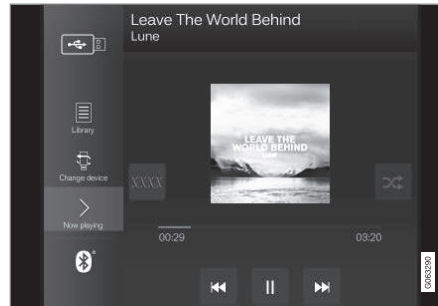 Leave The World Behind
Lune
Library
Change device
Now playing
LEAVE THE
WORLD BEHIND
LUNE
XXXX
00:29
03:20
G063290